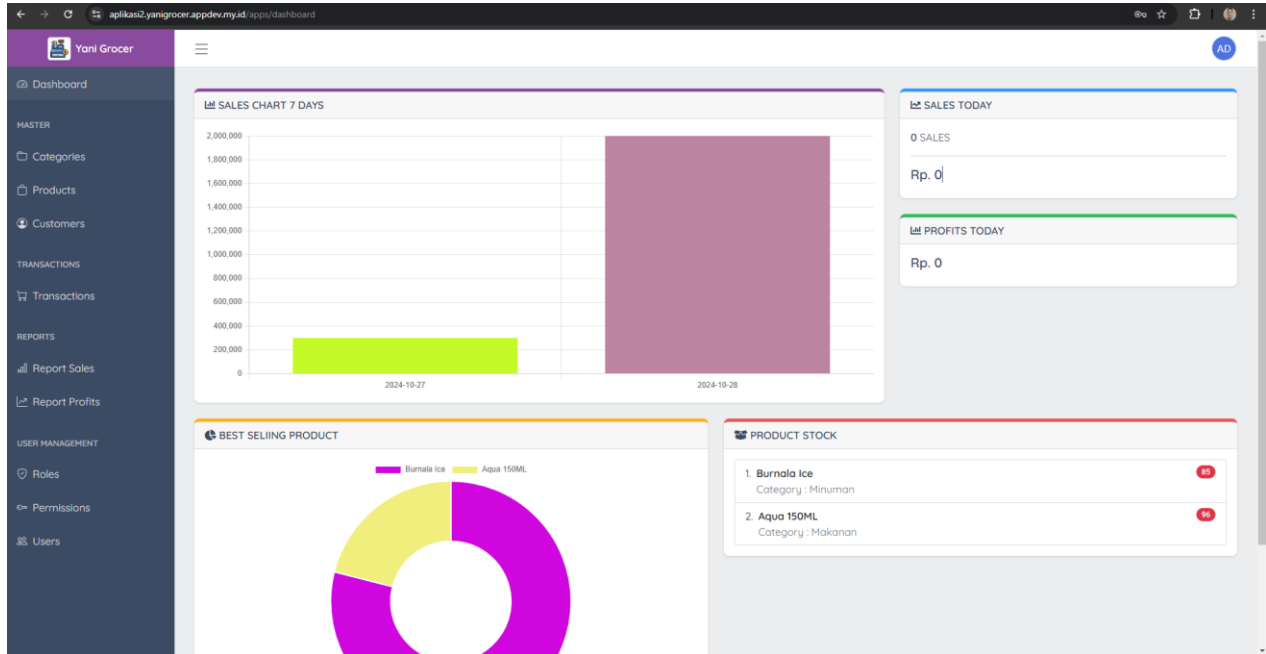 aplikasi2.yanigrocer.appdev.my.id/apps/dashboard
Yani Grocer
AD
Dashboard
MASTER
Categories
Products
Customers
TRANSACTIONS
Transactions
REPORTS
Report Sales
Report Profits
USER MANAGEMENT
Roles
Permissions
Users
SALES CHART 7 DAYS
2,000,000
1,800,000
1,600,000
1,400,000
1,200,000
1,000,000
800,000
600,000
400,000
200,000
0
2024-10-27 2024-10-28
SALES TODAY
0 SALES
Rp. 0
PROFITS TODAY
Rp. 0
BEST SELIING PRODUCT
Burnala Ice Aqua 150ML
PRODUCT STOCK
1. Burnala Ice 85
Category : Minuman
2. Aqua 150ML 96
Category : Makanan